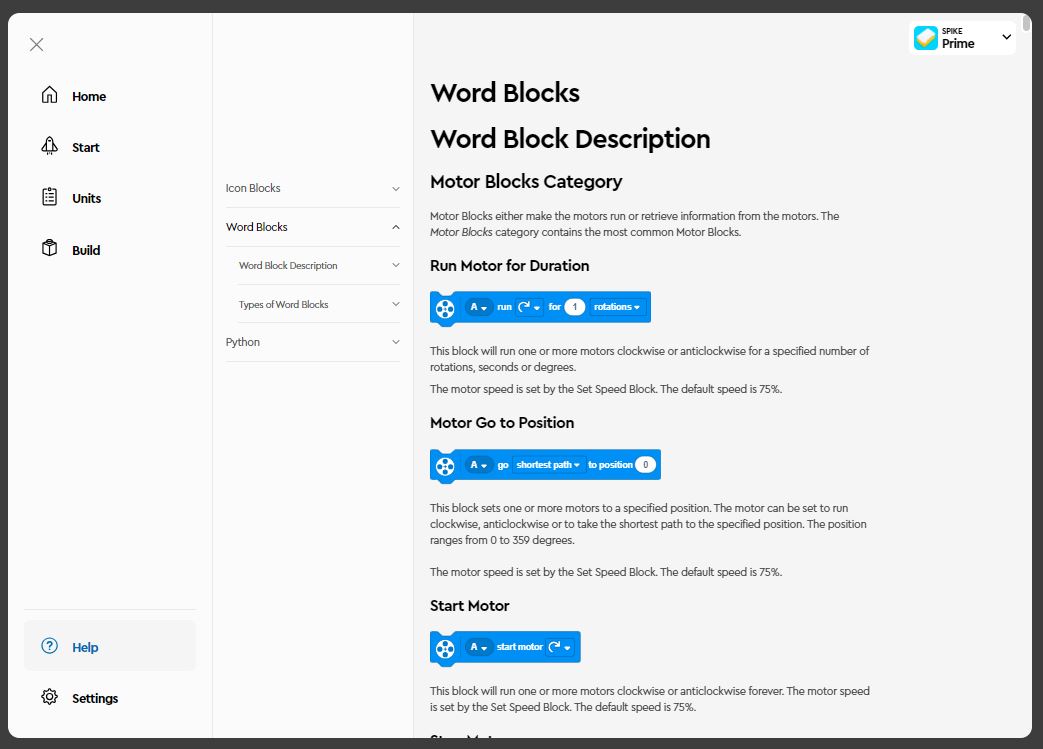 SPIKE
Prime
Home
Start
Units
Build
Help
Settings
Icon Blocks
Word Blocks
Word Block Description
Types of Word Blocks
Python
Word Blocks
Word Block Description
Motor Blocks Category
Motor Blocks either make the motors run or retrieve information from the motors. The
Motor Blocks category contains the most common Motor Blocks.
Run Motor for Duration
A run for 1 rotations
This block will run one or more motors clockwise or anticlockwise for a specified number of
rotations, seconds or degrees.
The motor speed is set by the Set Speed Block. The default speed is 75%.
Motor Go to Position
A go shortest path to position 0
This block sets one or more motors to a specified position. The motor can be set to run
clockwise, anticlockwise or to take the shortest path to the specified position. The position
ranges from 0 to 359 degrees.
The motor speed is set by the Set Speed Block. The default speed is 75%.
Start Motor
A start motor
This block will run one or more motors clockwise or anticlockwise forever. The motor speed
is set by the Set Speed Block. The default speed is 75%.